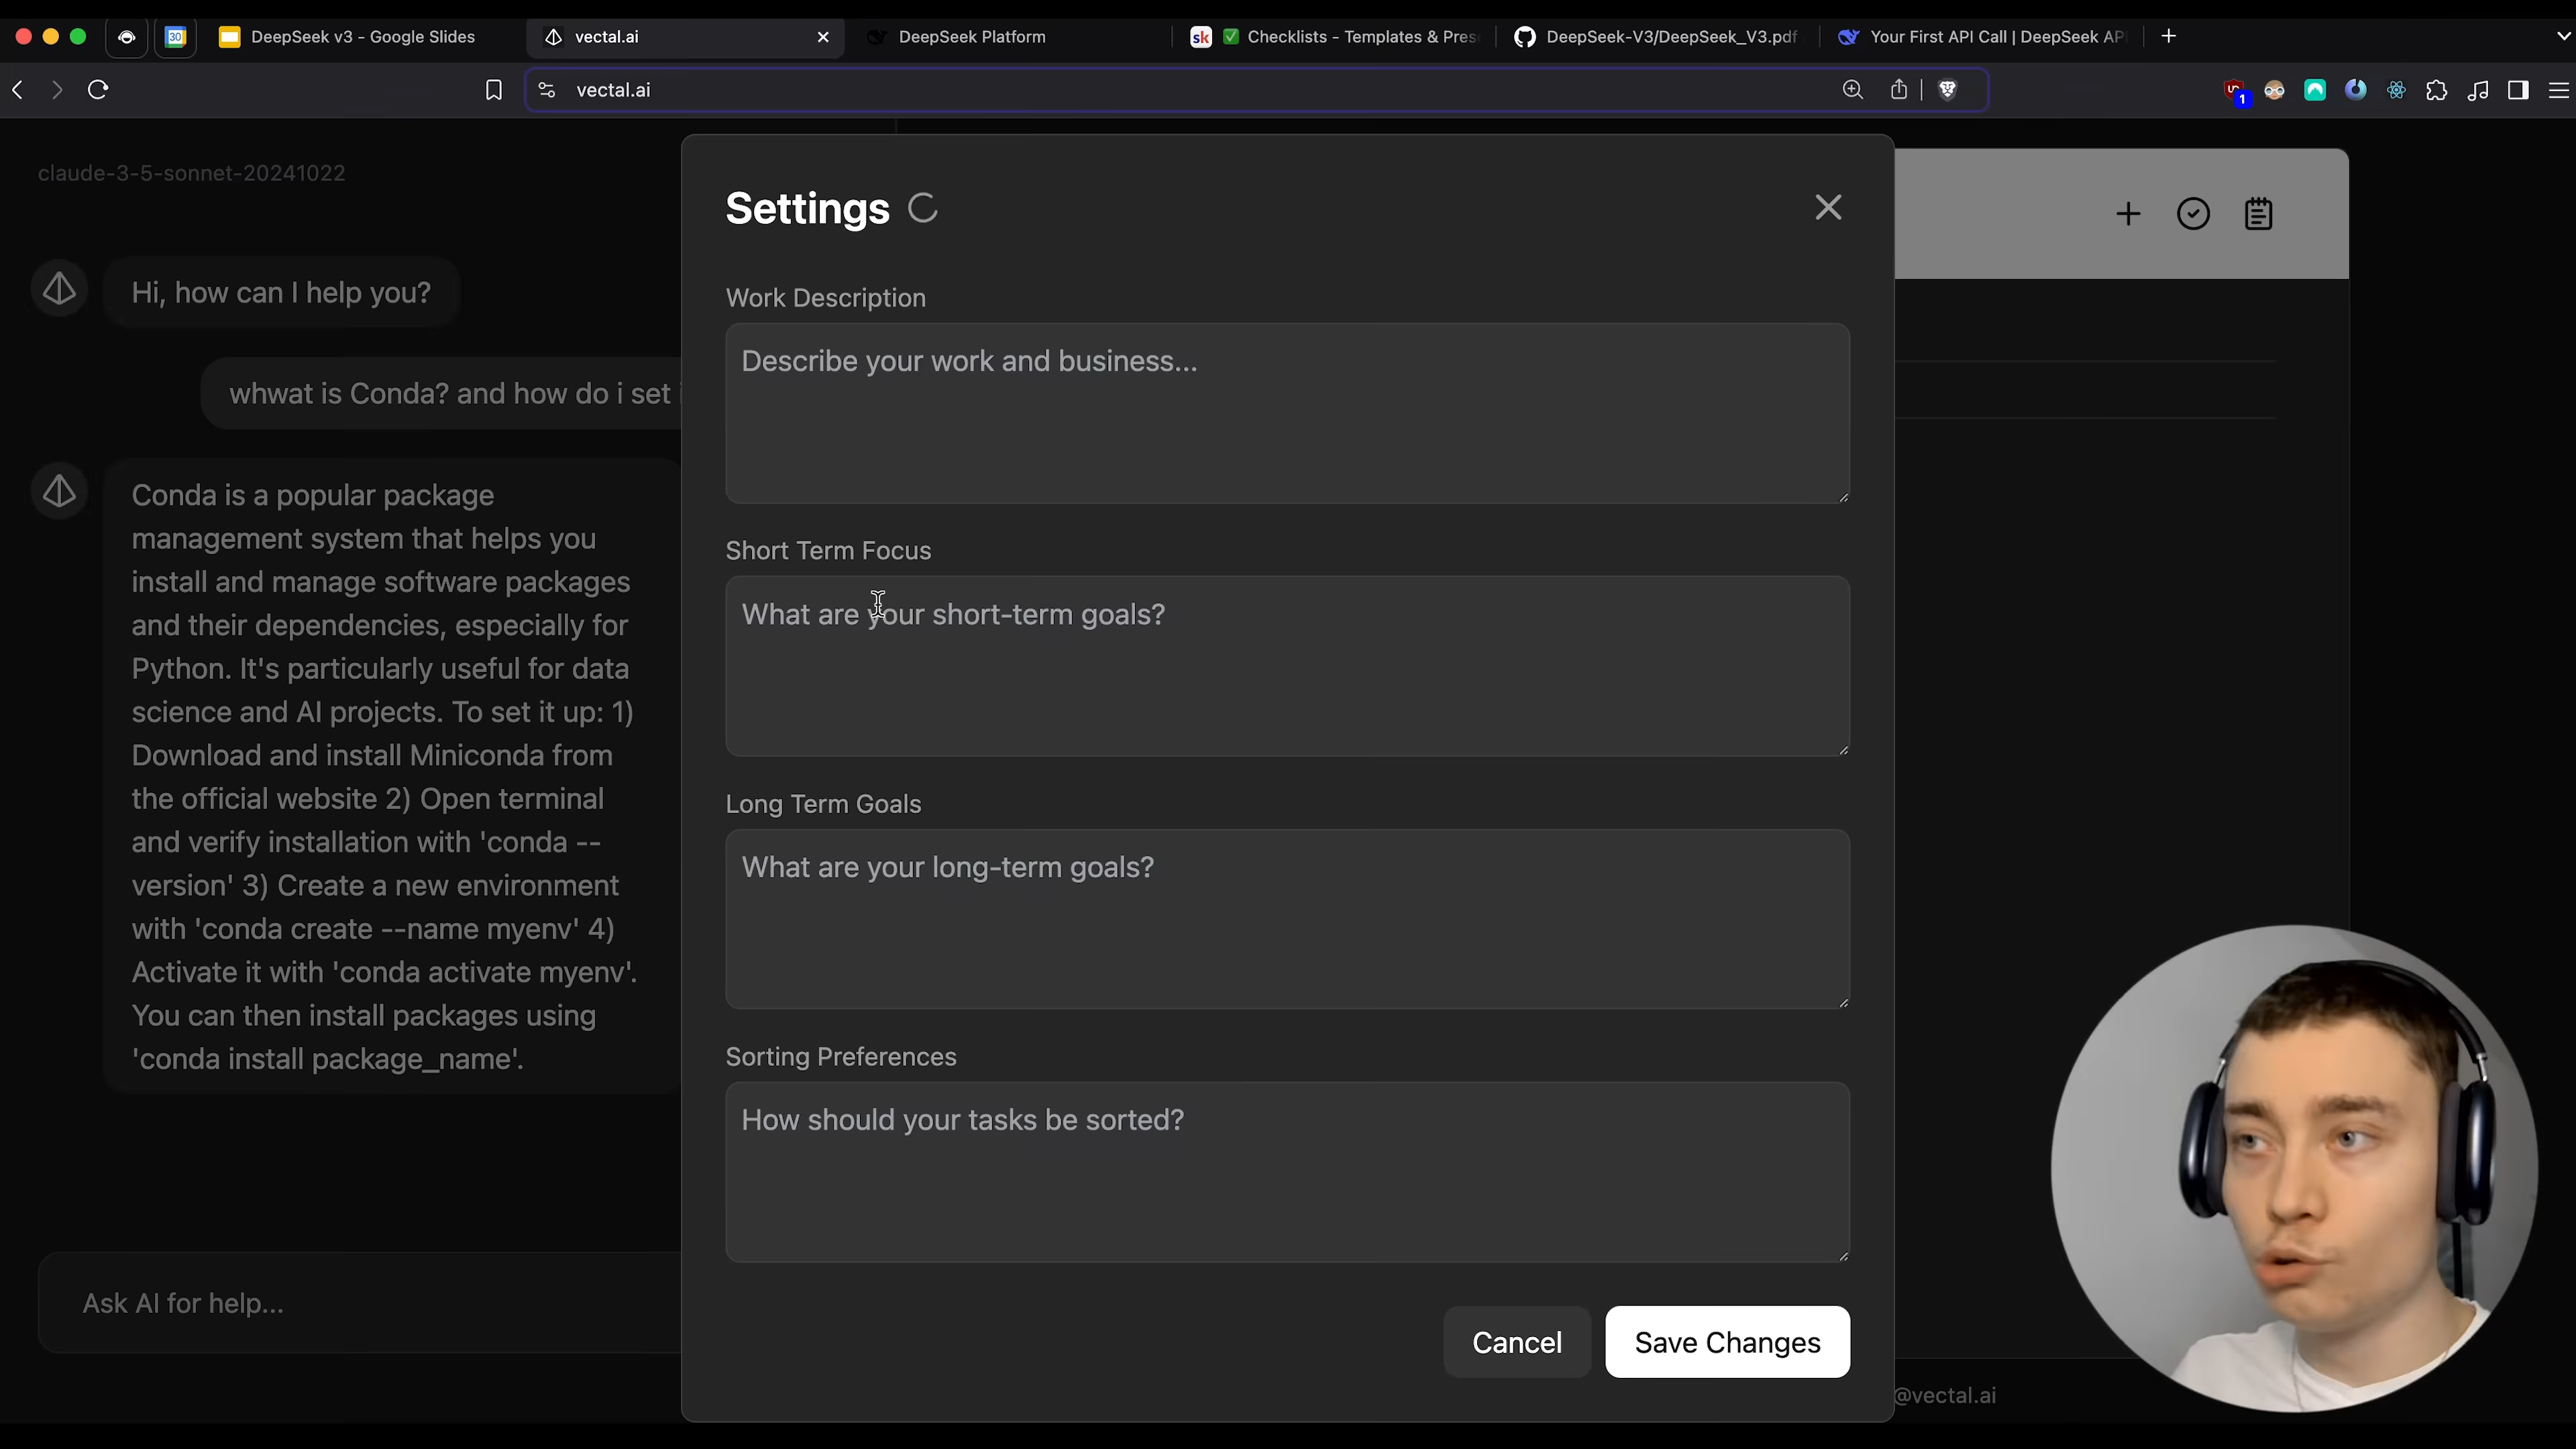 DeepSeek v3 - Google Slides
vectal.ai
DeepSeek Platform
sk
Checklists - Templates & Pres
DeepSeek-V3/DeepSeek_V3.pdf
Your First API Call | DeepSeek AP
30
vectal.ai
1
claude-3-5-sonnet-20241022
Hi, how can I help you?
whwat is Conda? and how do i set i
Conda is a popular package
management system that helps you
install and manage software packages
and their dependencies, especially for
Python. It's particularly useful for data
science and AI projects. To set it up: 1)
Download and install Miniconda from
the official website 2) Open terminal
and verify installation with 'conda --
version' 3) Create a new environment
with 'conda create --name myenv' 4)
Activate it with 'conda activate myenv'.
You can then install packages using
'conda install package_name'.
Ask AI for help...
Settings
Work Description
Describe your work and business...
Short Term Focus
What are your short-term goals?
Long Term Goals
What are your long-term goals?
Sorting Preferences
How should your tasks be sorted?
Cancel
Save Changes
@vectal.ai